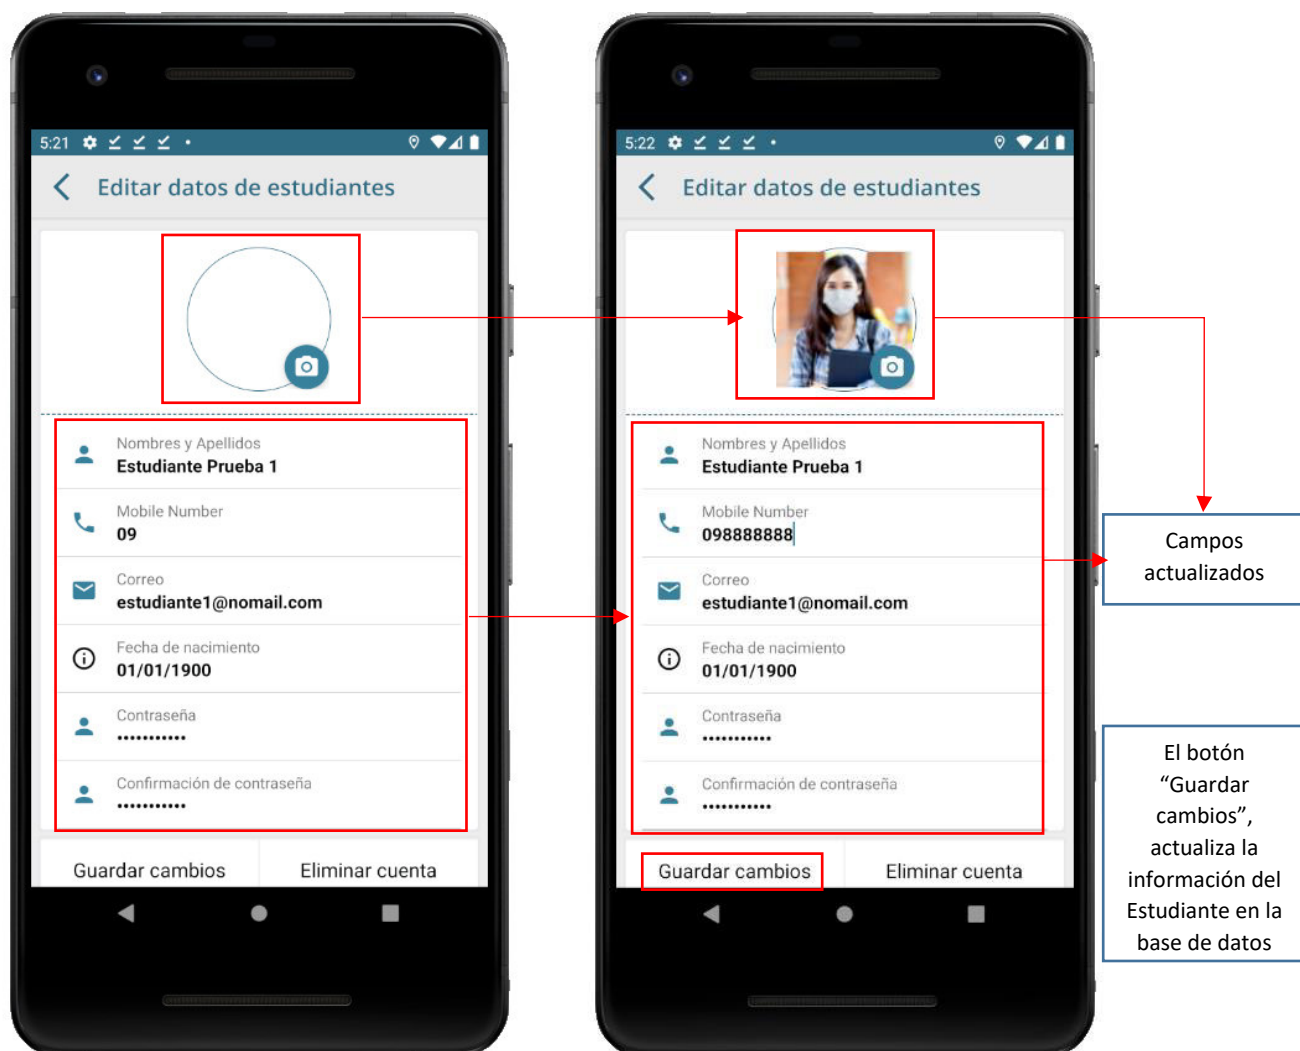 5:21
Editar datos de estudiantes
Nombres y Apellidos
Estudiante Prueba 1
Mobile Number
09
Correo
estudiante1@nomail.com
Fecha de nacimiento
01/01/1900
Contraseña
•••••••••••
Confirmación de contraseña
•••••••••••
Guardar cambios
Eliminar cuenta
5:22
Editar datos de estudiantes
Nombres y Apellidos
Estudiante Prueba 1
Mobile Number
098888888
Correo
estudiante1@nomail.com
Fecha de nacimiento
01/01/1900
Contraseña
•••••••••••
Confirmación de contraseña
•••••••••••
Guardar cambios
Eliminar cuenta
Campos
actualizados
El botón
“Guardar
cambios”,
actualiza la
información del
Estudiante en la
base de datos